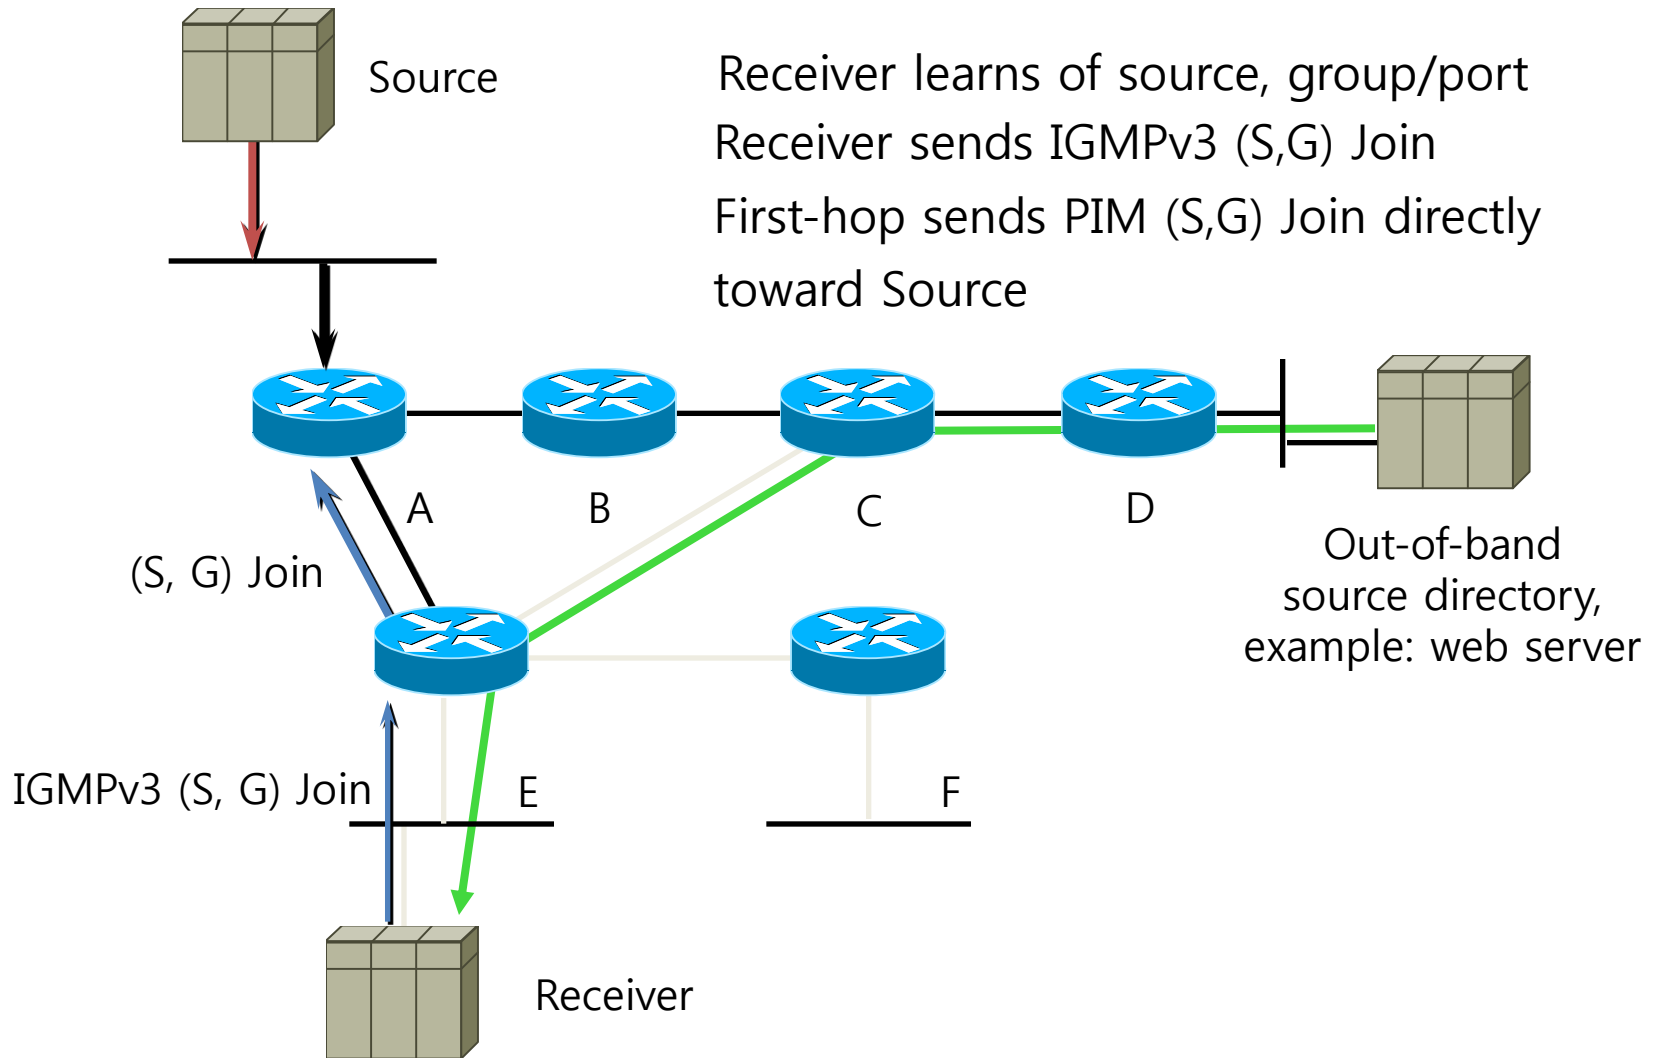 Source
Receiver learns of source, group/port
Receiver sends IGMPv3 (S,G) Join
First-hop sends PIM (S,G) Join directly
toward Source
A
B
C
D
(S, G) Join
Out-of-band
source directory,
example: web server
IGMPv3 (S, G) Join
E
F
Receiver